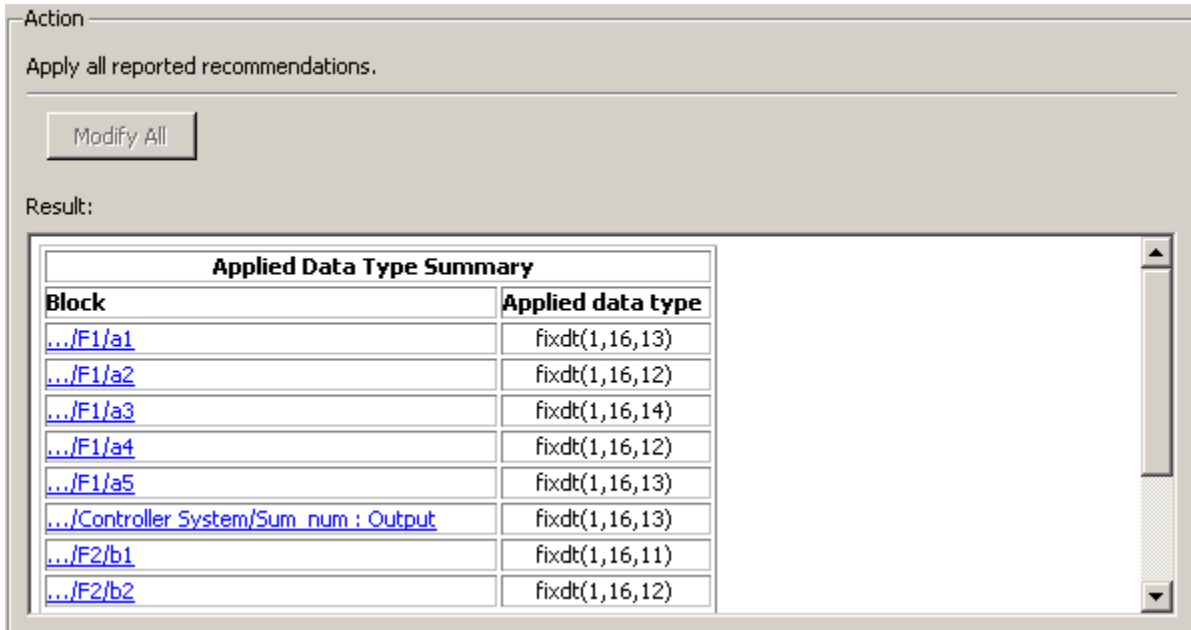 Action
Apply all reported recommendations.
Modify All
Result:
Applied Data Type Summary
Block Applied data type
.../F1/a1 fixdt(1,16,13)
.../F1/a2 fixdt(1,16,12)
.../F1/a3 fixdt(1,16,14)
.../F1/a4 fixdt(1,16,12)
.../F1/a5 fixdt(1,16,13)
.../Controller System/Sum_num : Output fixdt(1,16,13)
.../F2/b1 fixdt(1,16,11)
.../F2/b2 fixdt(1,16,12)